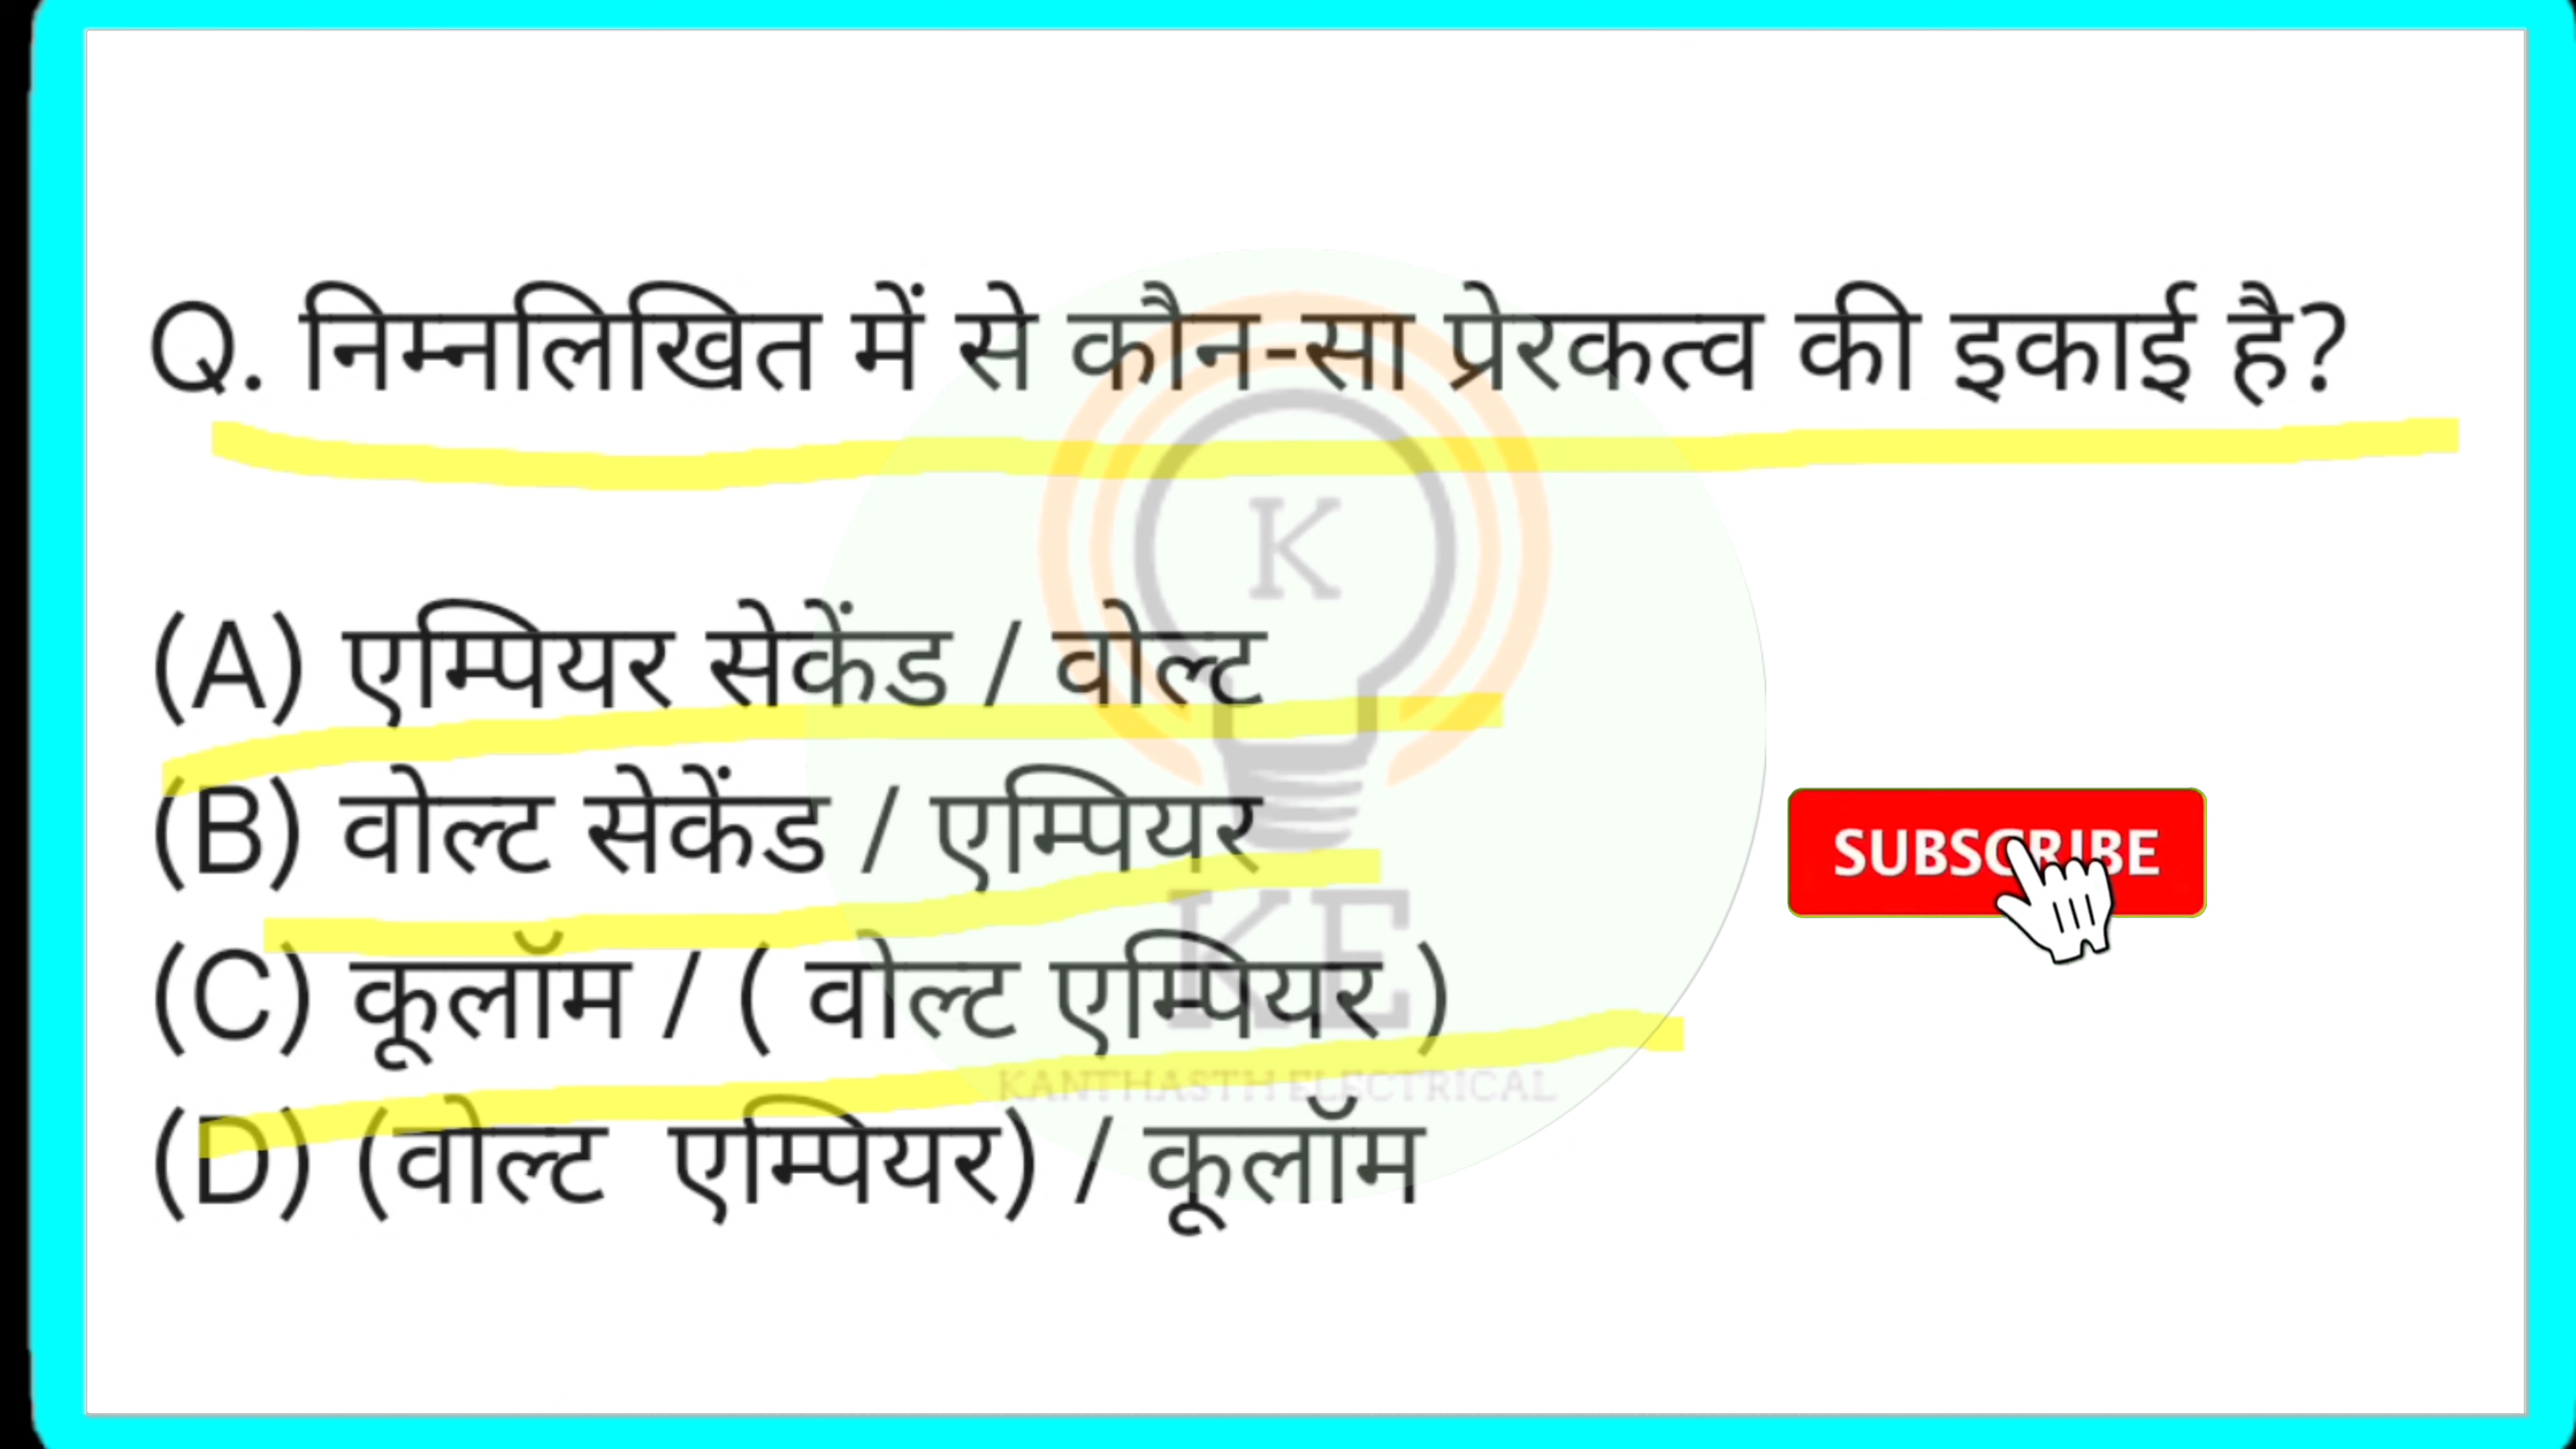 Q. निम्नलिखित में से कौन-सा प्रेरकत्व की इकाई है?
(A) एम्पियर सेकेंड / वोल्ट
(B) वोल्ट सेकेंड / एम्पियर
(C) कूलॉम / ( वोल्ट एम्पियर )
(D) (वोल्ट एम्पियर) / कूलॉम
K
KE
KANTHASTH ELECTRICAL
SUBSCRIBE